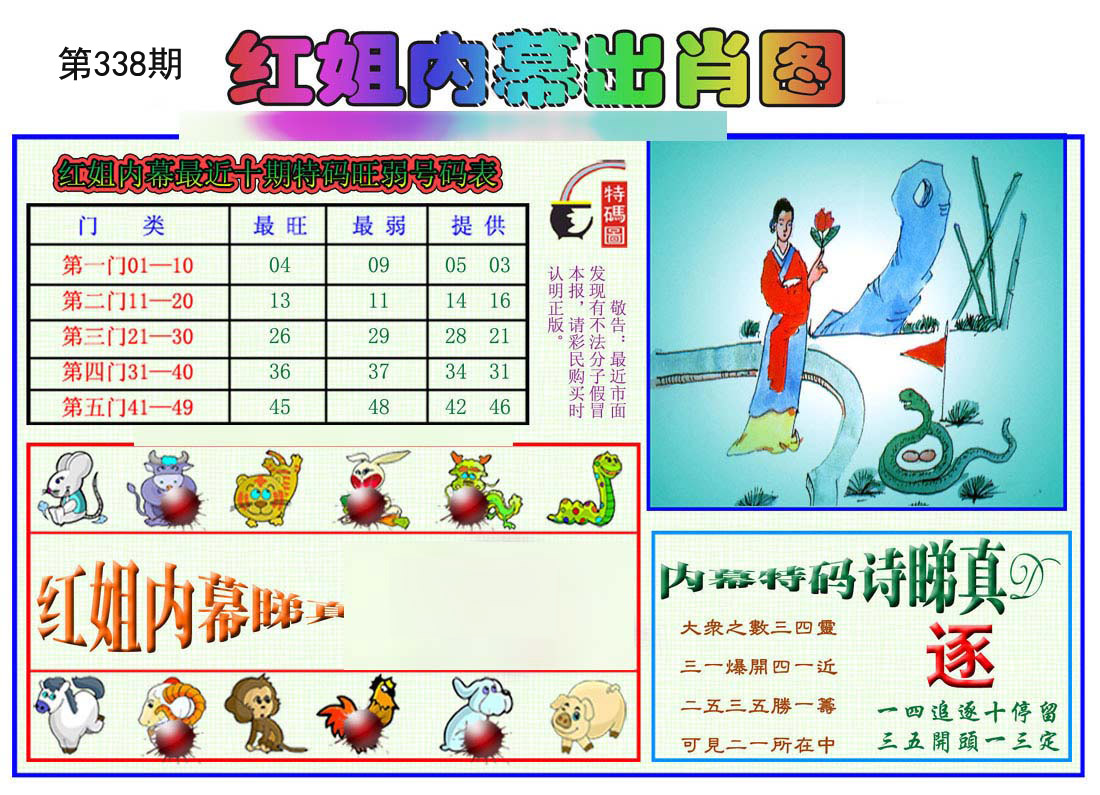 第338期
红姐内幕出肖图
红姐内幕最近十期特码旺弱号码表
门 类 最旺 最弱 提供
第一门01—10 04 09 05 03
第二门11—20 13 11 14 16
第三门21—30 26 29 28 21
第四门31—40 36 37 34 31
第五门41—49 45 48 42 46
特碼圖
敬告：最近市面
发现有不法分子假冒
本报，请彩民购买时
认明正版。
红姐内幕睇真
内幕特码诗睇真
大衆之數三四靈
三一爆開四一近
二五三五勝一籌
可見二一所在中
逐
一四追逐十停留
三五開頭一三定